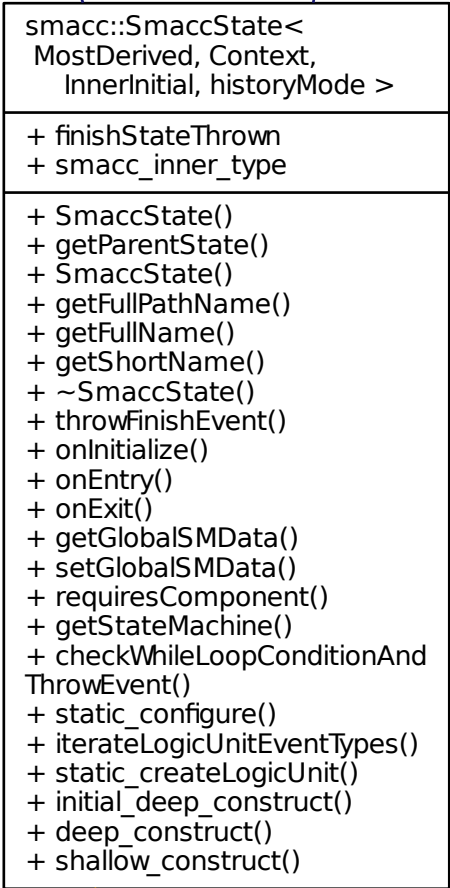 smacc::SmaccState<
MostDerived, Context,
InnerInitial, historyMode >
+ finishStateThrown
+ smacc_inner_type
+ SmaccState()
+ getParentState()
+ SmaccState()
+ getFullPathName()
+ getFullName()
+ getShortName()
+ ~SmaccState()
+ throwFinishEvent()
+ onInitialize()
+ onEntry()
+ onExit()
+ getGlobalSMData()
+ setGlobalSMData()
+ requiresComponent()
+ getStateMachine()
+ checkWhileLoopConditionAnd
ThrowEvent()
+ static_configure()
+ iterateLogicUnitEventTypes()
+ static_createLogicUnit()
+ initial_deep_construct()
+ deep_construct()
+ shallow_construct()